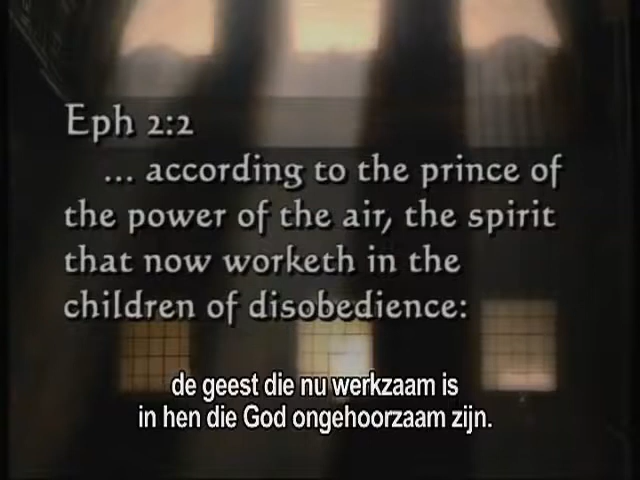 Eph 2:2
... according to the prince of
the power of the air, the spirit
that now worketh in the
children of disobedience:
de geest die nu werkzaam is
in hen die God ongehoorzaam zijn.